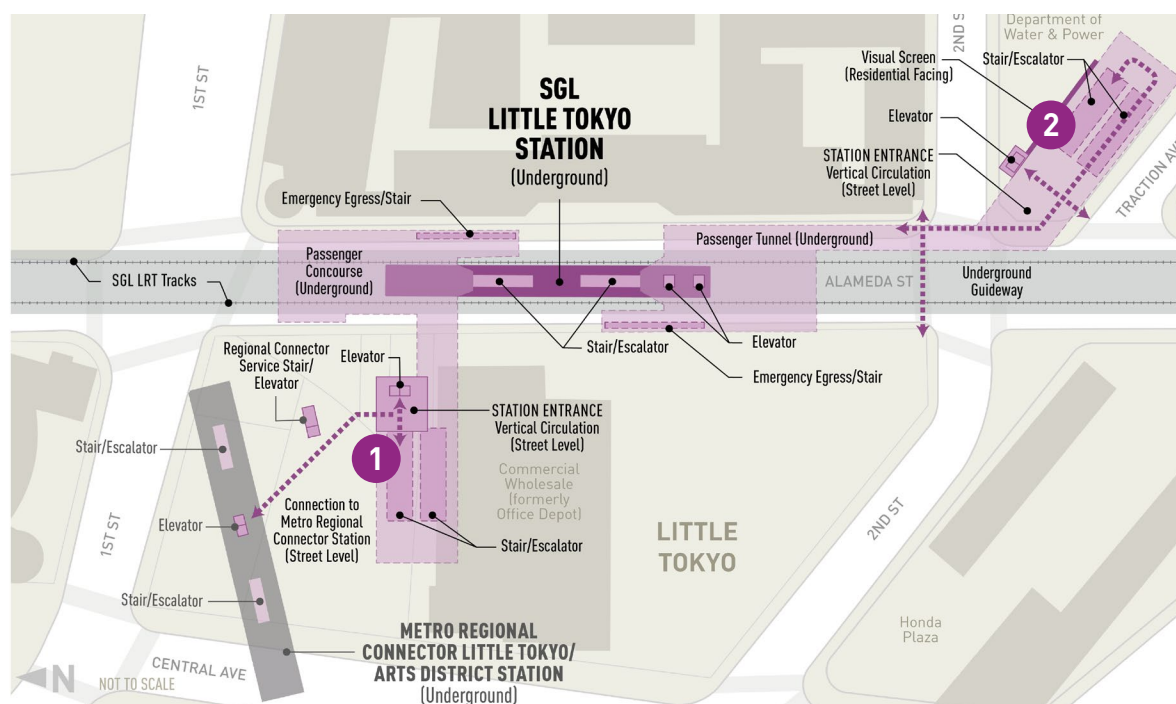 Department of
Water & Power
2ND ST
1ST ST
Visual Screen
(Residential Facing)
Stair/Escalator
SGL
LITTLE TOKYO
STATION
(Underground)
Elevator
2
STATION ENTRANCE
Vertical Circulation
(Street Level)
TRACTION AVE
Emergency Egress/Stair
Passenger
Concourse
(Underground)
Passenger Tunnel (Underground)
SGL LRT Tracks
ALAMEDA ST
Underground
Guideway
Stair/Escalator
Elevator
Emergency Egress/Stair
Regional Connector
Service Stair/
Elevator
Elevator
STATION ENTRANCE
Vertical Circulation
(Street Level)
1
Stair/Escalator
Commercial
Wholesale
(formerly
Office Depot)
Connection to
Metro Regional
Connector Station
(Street Level)
Elevator
1ST ST
2ND ST
Stair/Escalator
LITTLE
TOKYO
Stair/Escalator
METRO REGIONAL
CONNECTOR LITTLE TOKYO/
ARTS DISTRICT STATION
(Underground)
Honda
Plaza
CENTRAL AVE
N
NOT TO SCALE